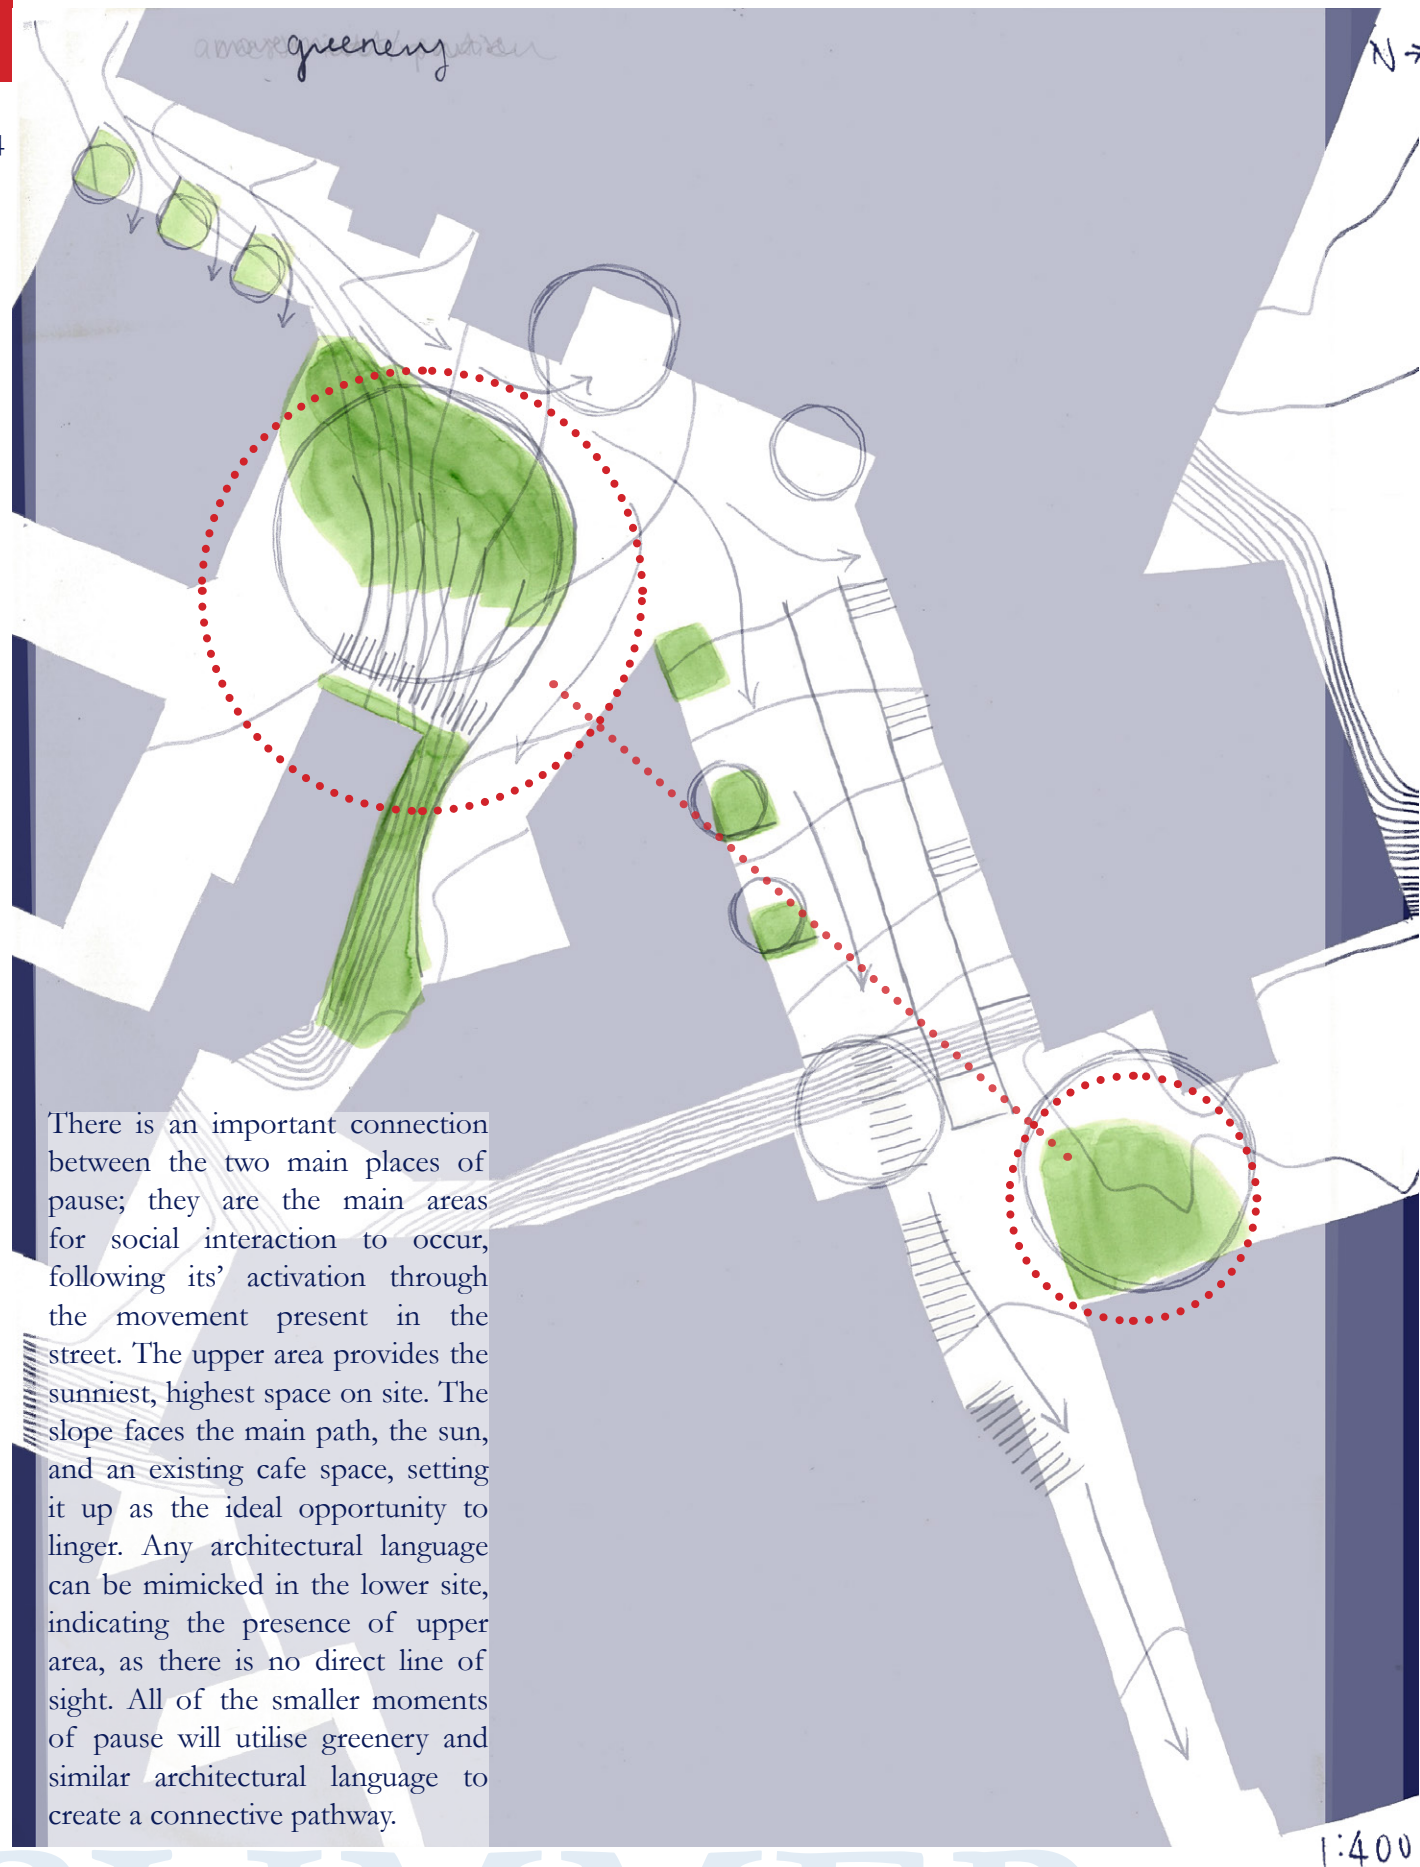 greenery
N
4
There is an important connection
between the two main places of
pause; they are the main areas
for social interaction to occur,
following its’ activation through
the movement present in the
street. The upper area provides the
sunniest, highest space on site. The
slope faces the main path, the sun,
and an existing cafe space, setting
it up as the ideal opportunity to
linger. Any architectural language
can be mimicked in the lower site,
indicating the presence of upper
area, as there is no direct line of
sight. All of the smaller moments
of pause will utilise greenery and
similar architectural language to
create a connective pathway.
1:400